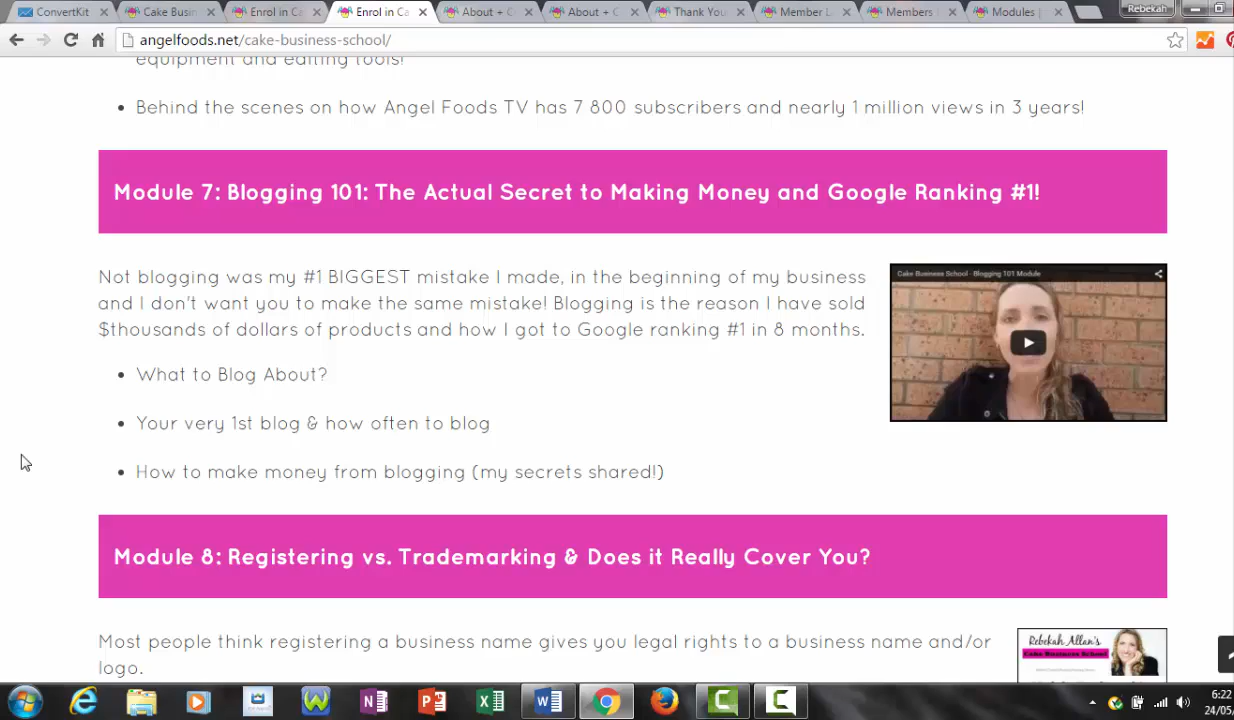 ConvertKit
Cake Busin
Enrol in Ca
Enrol in Ca
About + C
About + C
Thank You
Member L
Members
Modules |
Rebekah
angelfoods.net/cake-business-school/
equipment and editing tools!
• Behind the scenes on how Angel Foods TV has 7 800 subscribers and nearly 1 million views in 3 years!
Module 7: Blogging 101: The Actual Secret to Making Money and Google Ranking #1!
Not blogging was my #1 BIGGEST mistake I made, in the beginning of my business
and I don't want you to make the same mistake! Blogging is the reason I have sold
$thousands of dollars of products and how I got to Google ranking #1 in 8 months.
Cake Business School - Blogging 101 Module
• What to Blog About?
• Your very 1st blog & how often to blog
• How to make money from blogging (my secrets shared!)
Module 8: Registering vs. Trademarking & Does it Really Cover You?
Most people think registering a business name gives you legal rights to a business name and/or
logo.
Rebekah Allan's
Cake Business School
6:22
24/05/